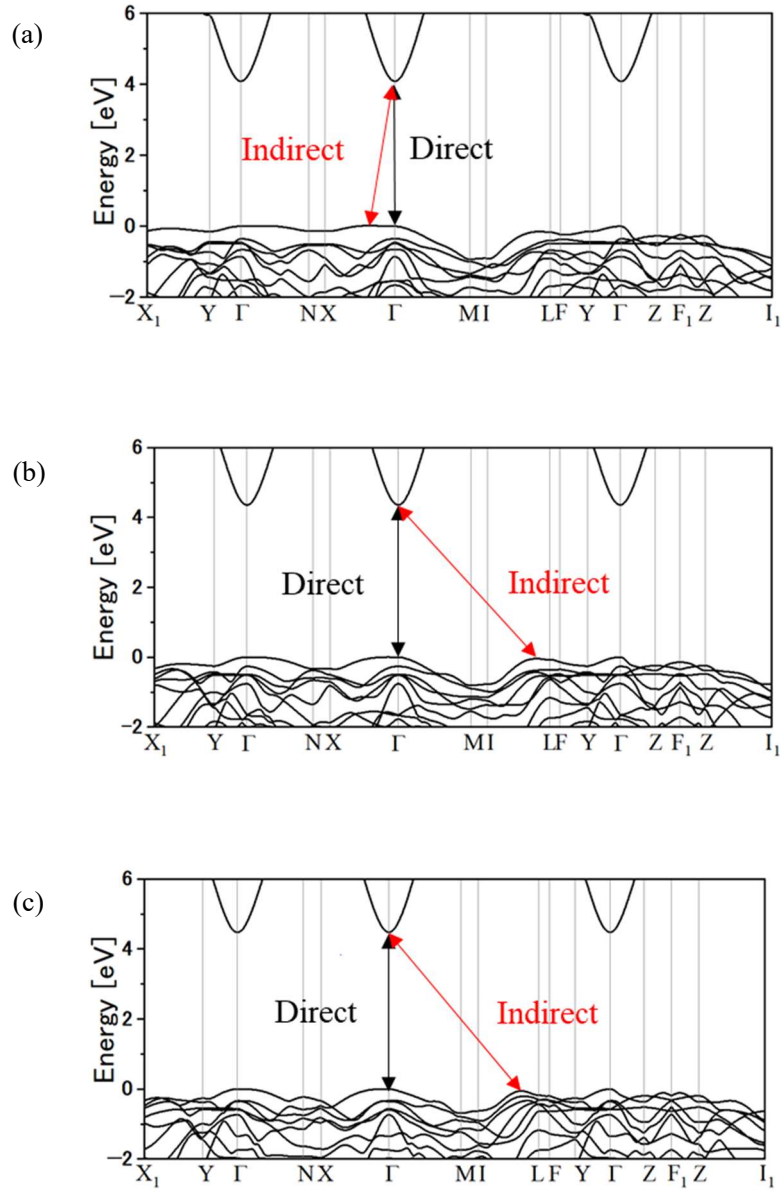 (a)
Energy [eV]
6
4
2
0
−2
Indirect
Direct
X₁ Y Γ N X Γ M I L F Y Γ Z F₁ Z I₁
(b)
Energy [eV]
6
4
2
0
−2
Direct
Indirect
X₁ Y Γ N X Γ M I L F Y Γ Z F₁ Z I₁
(c)
Energy [eV]
6
4
2
0
−2
Direct
Indirect
X₁ Y Γ N X Γ M I L F Y Γ Z F₁ Z I₁